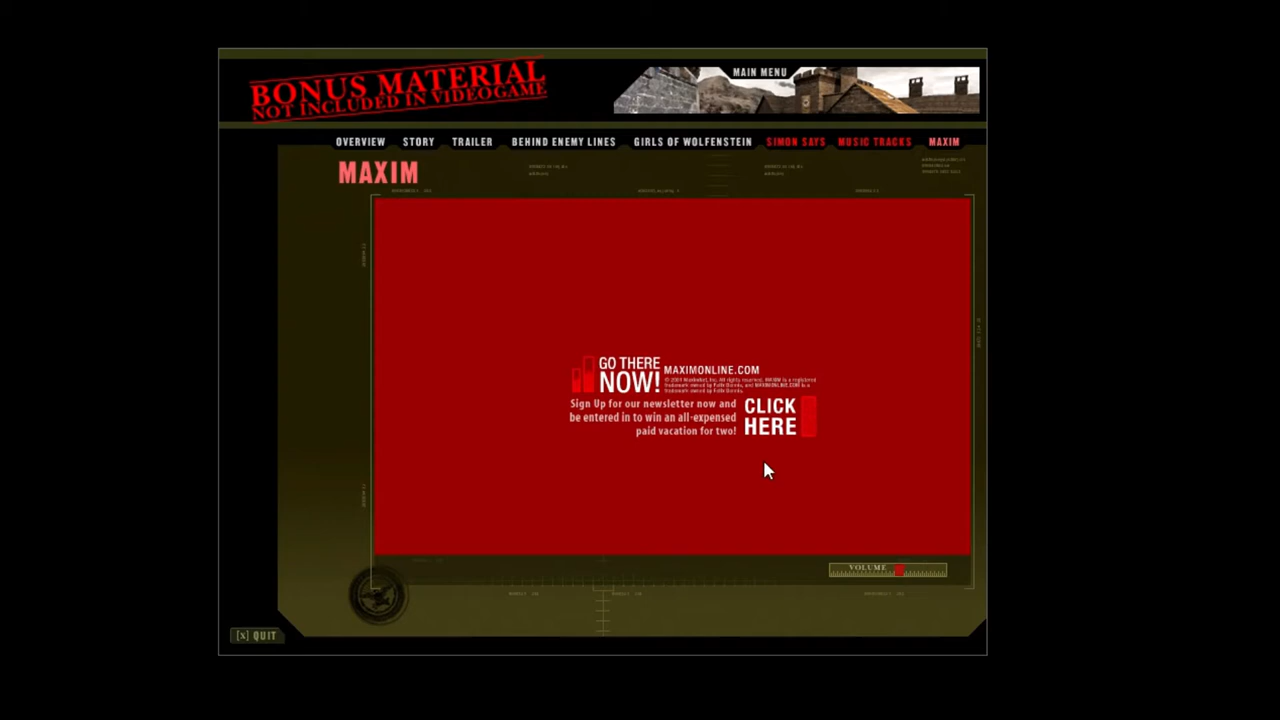 BONUS MATERIAL
NOT INCLUDED IN VIDEOGAME
MAIN MENU
OVERVIEW STORY TRAILER BEHIND ENEMY LINES GIRLS OF WOLFENSTEIN SIMON SAYS MUSIC TRACKS MAXIM
MAXIM
GO THERE
NOW!
MAXIMONLINE.COM
Sign Up for our newsletter now and
be entered in to win an all-expensed
paid vacation for two!
CLICK
HERE
VOLUME
[x] QUIT